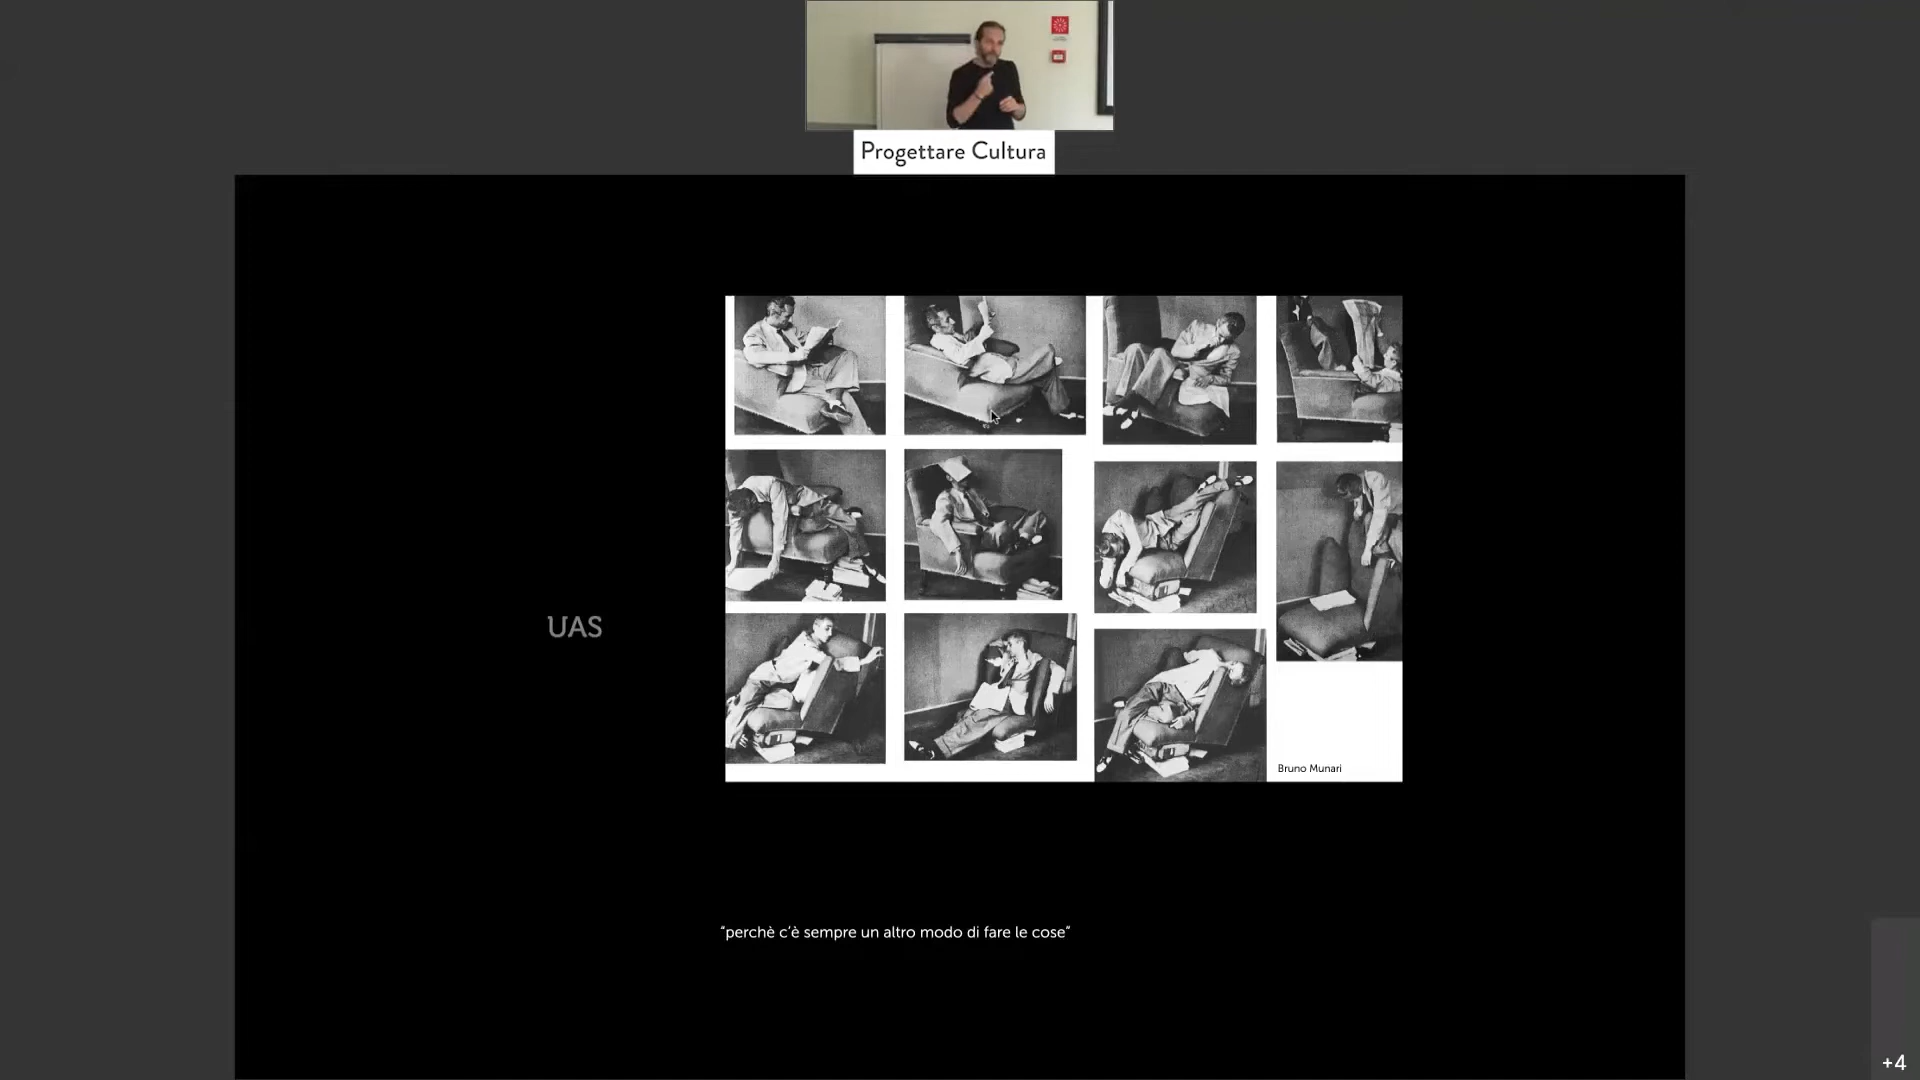 Progettare Cultura
UAS
Bruno Munari
“perchè c’è sempre un altro modo di fare le cose”
+4